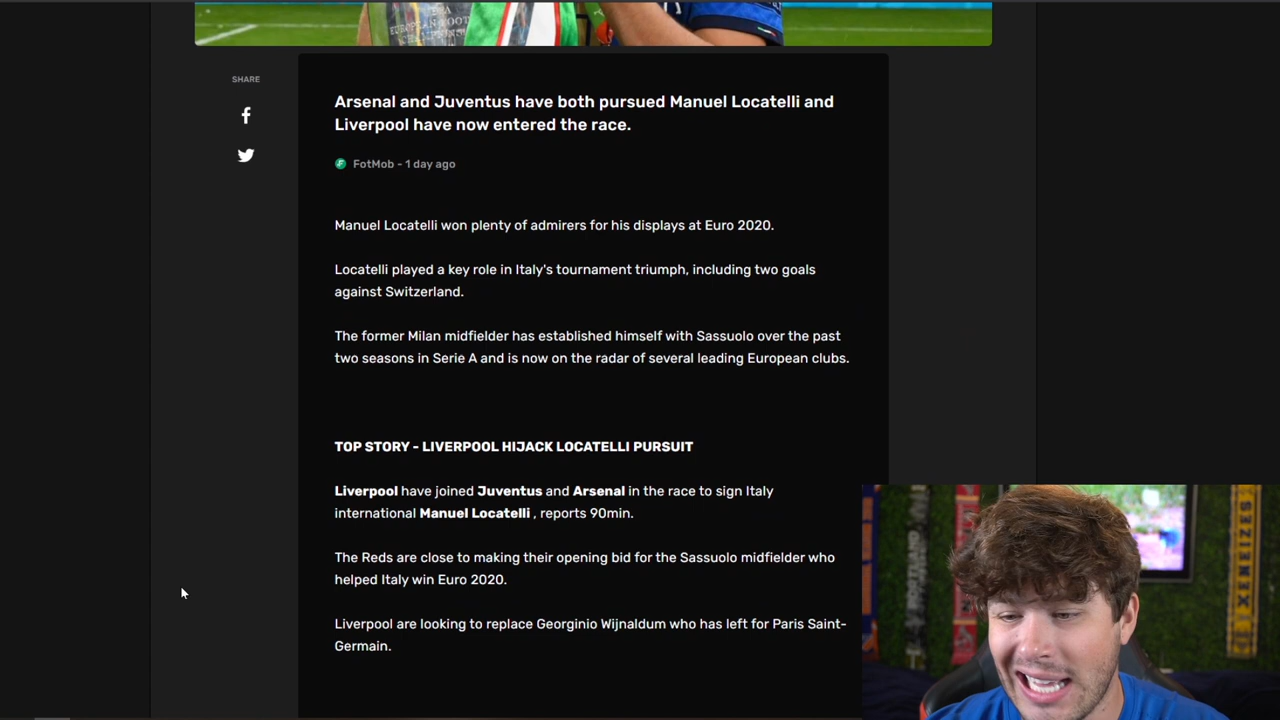 EUROPEAN FOOT
SHARE
Arsenal and Juventus have both pursued Manuel Locatelli and
Liverpool have now entered the race.
FotMob - 1 day ago
Manuel Locatelli won plenty of admirers for his displays at Euro 2020.
Locatelli played a key role in Italy's tournament triumph, including two goals
against Switzerland.
The former Milan midfielder has established himself with Sassuolo over the past
two seasons in Serie A and is now on the radar of several leading European clubs.
TOP STORY - LIVERPOOL HIJACK LOCATELLI PURSUIT
Liverpool have joined Juventus and Arsenal in the race to sign Italy
international Manuel Locatelli , reports 90min.
The Reds are close to making their opening bid for the Sassuolo midfielder who
helped Italy win Euro 2020.
Liverpool are looking to replace Georginio Wijnaldum who has left for Paris Saint-
Germain.
XENEIZES